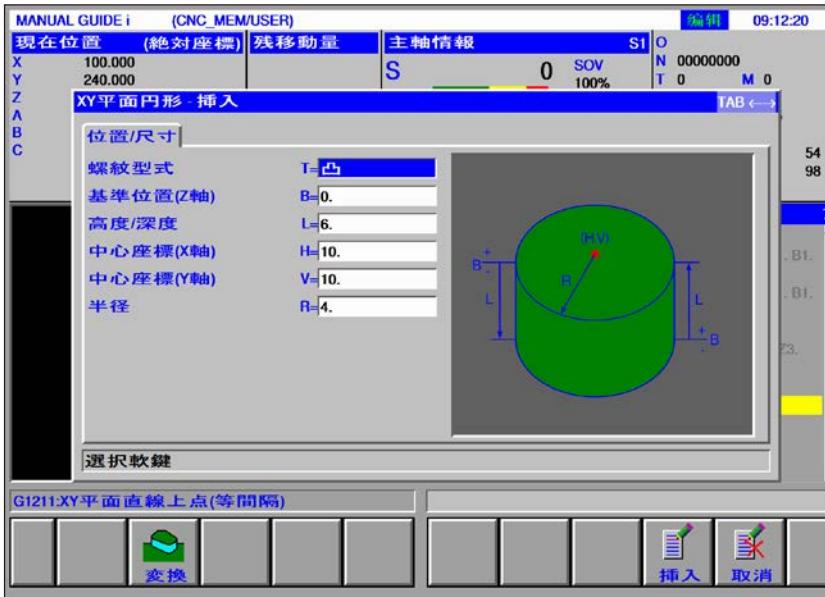 MANUAL GUIDE i (CNC_MEM/USER) 编辑 09:12:20
現在位置 (絶対座標) 残移動量 主軸情報 S1 O
X 100.000 S 0 SOV N 00000000
Y 240.000 100% T 0 M 0
Z XY平面円形 - 挿入 TAB ←→
A
B 位置/尺寸
C 54
螺紋型式 T= 凸 98
基準位置(Z軸) B= 0.
高度/深度 L= 6.
中心座標(X軸) H= 10.
中心座標(Y軸) V= 10.
半径 R= 4.
(H,V)
B + -
R
L L
+ - B
. B1.
. B1.
Z3.
選択軟鍵
G1211:XY平面直線上点(等間隔)
変換 挿入 取消